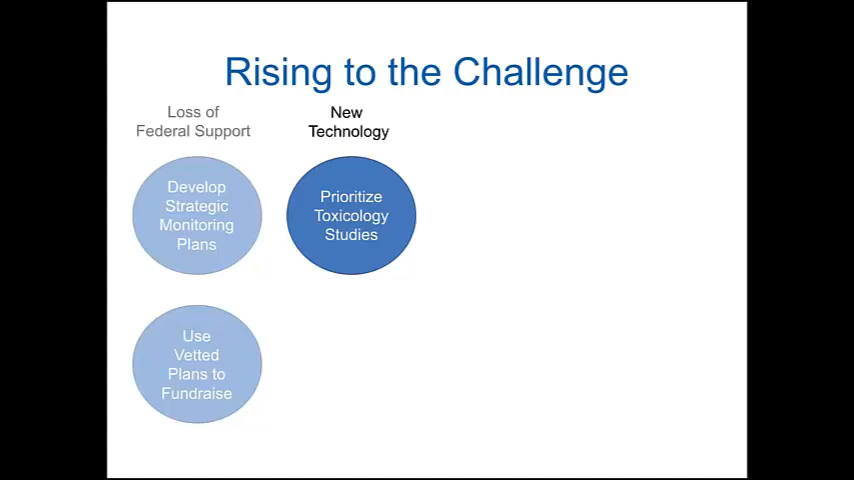 Rising to the Challenge
Loss of
Federal Support
Develop
Strategic
Monitoring
Plans
Use
Vetted
Plans to
Fundraise
New
Technology
Prioritize
Toxicology
Studies